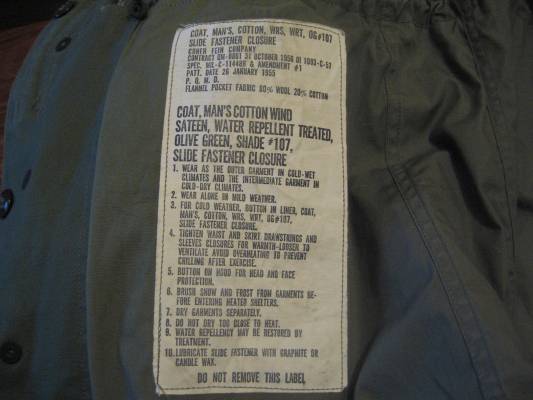 COAT, MAN'S, COTTON, WRS, WRT, OG#107
SLIDE FASTENER CLOSURE
COHEN FEIN COMPANY
CONTRACT QM-8061 31 OCTOBER 1956 OI 1003-C-57
SPEC. MIL-C-11448F & AMENDMENT #1
PATT. DATE 26 JANUARY 1955
P. Q. M. D.
FLANNEL POCKET FABRIC 80% WOOL 20% COTTON
COAT, MAN'S COTTON WIND
SATEEN, WATER REPELLENT TREATED,
OLIVE GREEN, SHADE #107,
SLIDE FASTENER CLOSURE
1. WEAR AS THE OUTER GARMENT IN COLD-WET
CLIMATES AND THE INTERMEDIATE GARMENT IN
COLD-DRY CLIMATES.
2. WEAR ALONE IN MILD WEATHER.
3. FOR COLD WEATHER, BUTTON IN LINER, COAT,
MAN'S, COTTON, WRS, WRT, OG#107,
SLIDE FASTENER CLOSURE.
4. TIGHTEN WAIST AND SKIRT DRAWSTRINGS AND
SLEEVES CLOSURES FOR WARMTH-LOOSEN TO
VENTILATE AVOID OVERHEATING TO PREVENT
CHILLING AFTER EXERCISE.
5. BUTTON ON HOOD FOR HEAD AND FACE
PROTECTION.
6. BRUSH SNOW AND FROST FROM GARMENTS BE-
FORE ENTERING HEATED SHELTERS.
7. DRY GARMENTS SEPARATELY.
8. DO NOT DRY TOO CLOSE TO HEAT.
9. WATER REPELLENCY MAY BE RESTORED BY
TREATMENT.
10. LUBRICATE SLIDE FASTENER WITH GRAPHITE OR
CANDLE WAX.
DO NOT REMOVE THIS LABEL